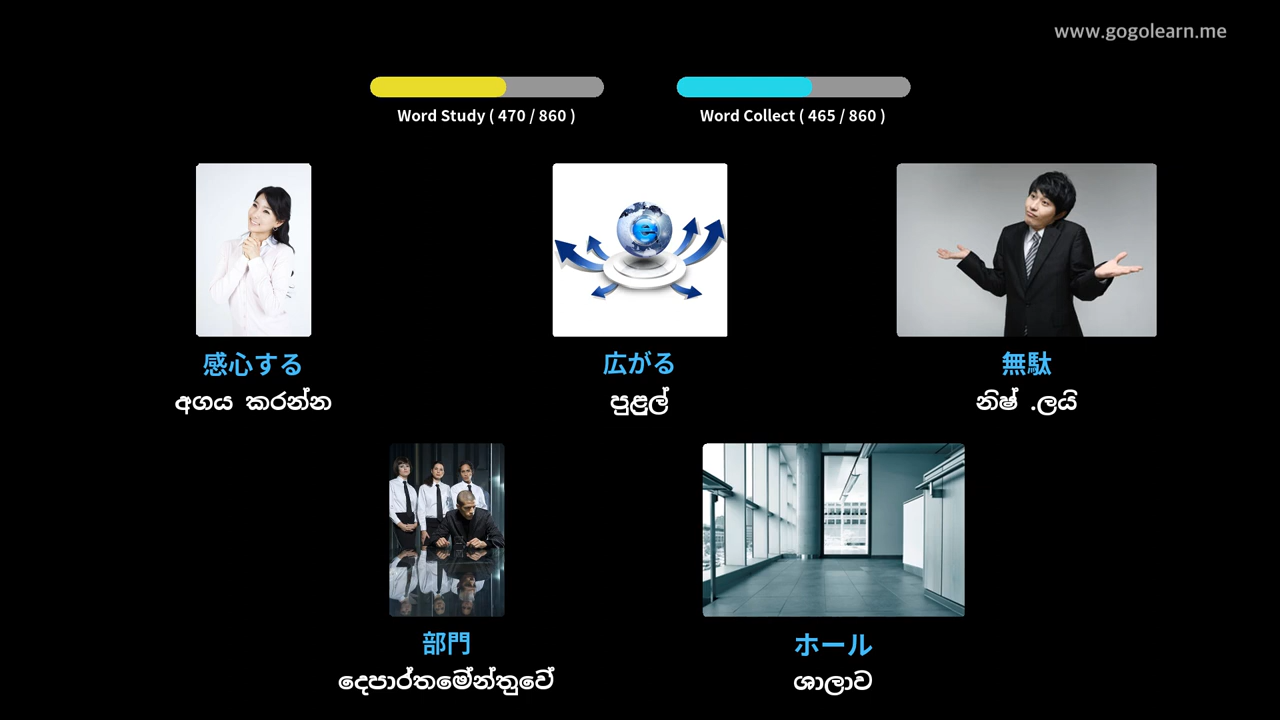 www.gogolearn.me
Word Study ( 470 / 860 )
Word Collect ( 465 / 860 )
e
感心する
අගය කරන්න
広がる
පුළුල්
無駄
නිෂ් .ලයි
部門
දෙපාර්තමේන්තුවේ
ホール
ශාලාව